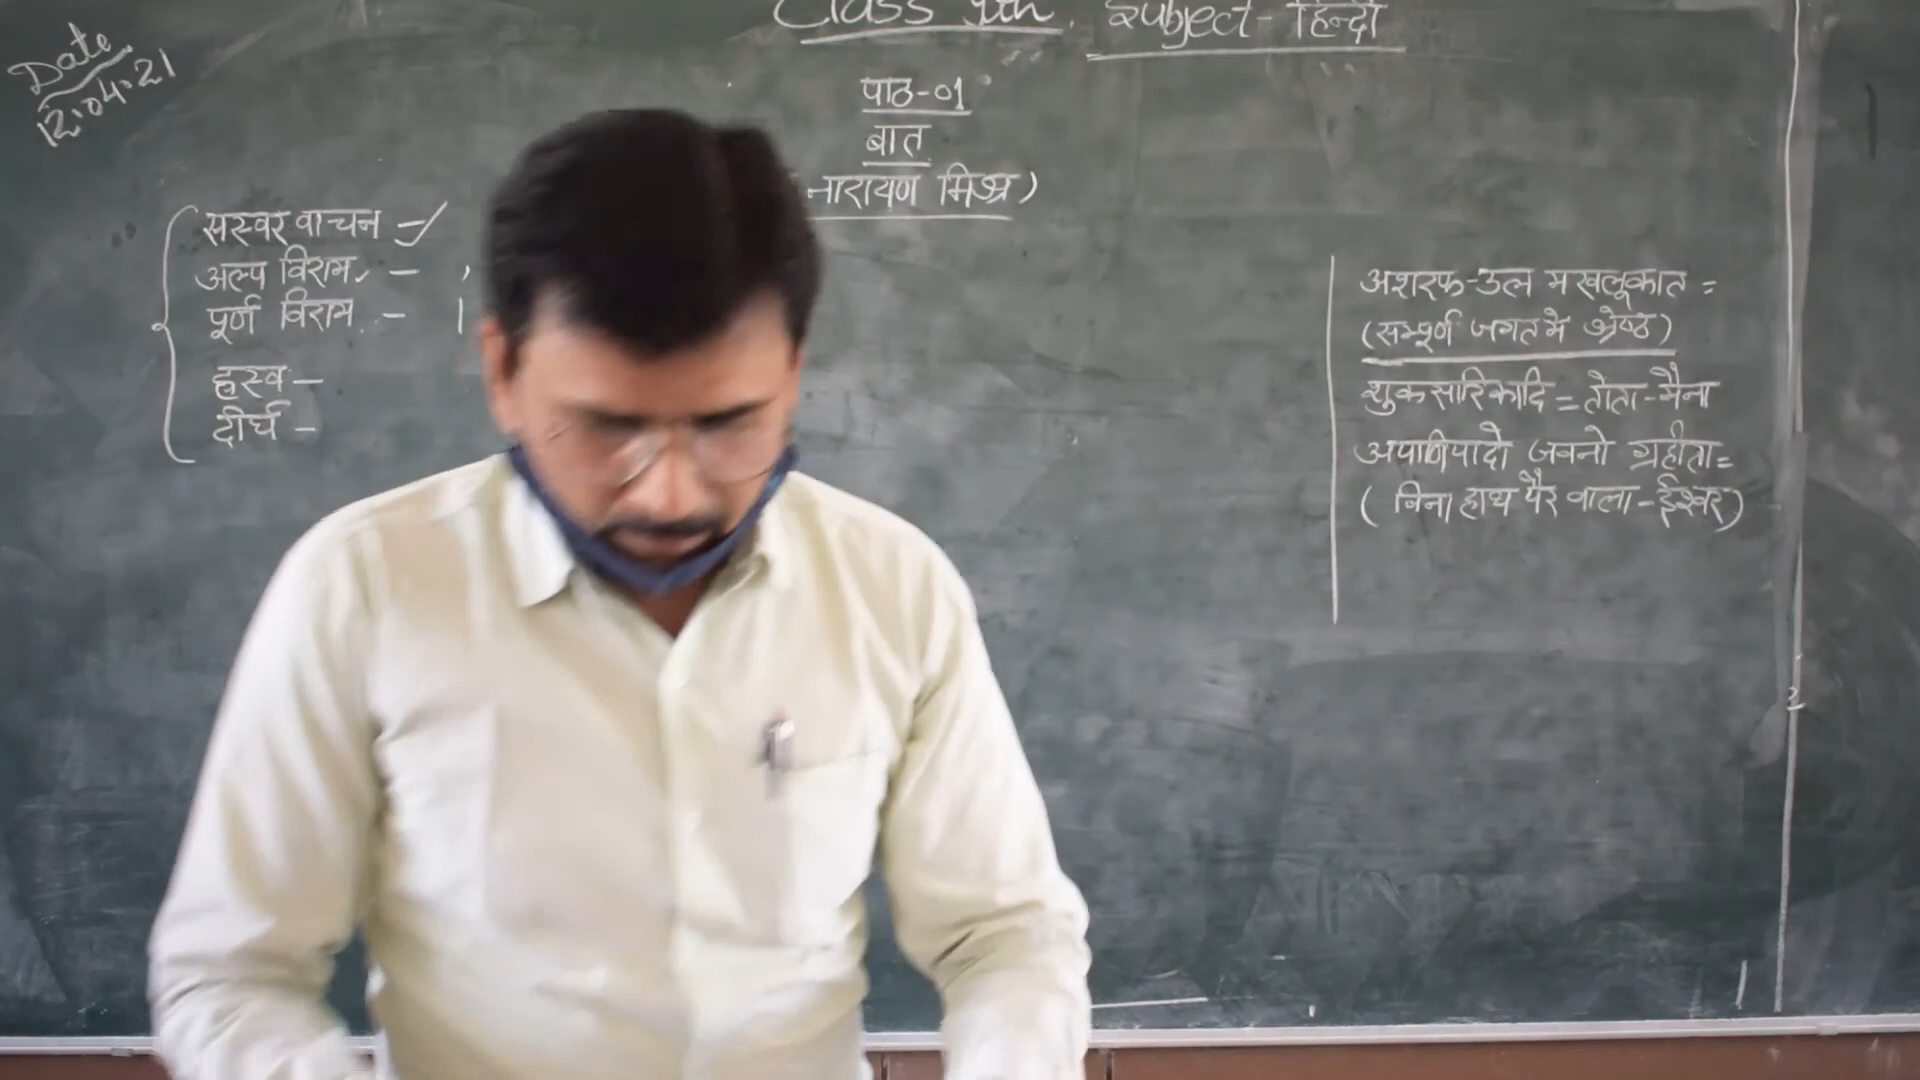 Class 9th. Subject- हिन्दी
Date
12.04.21
पाठ-01
बात
नारायण मिश्र)
सस्वर वाचन -
अल्प विराम, - ,
पूर्ण विराम - ।
ह्रस्व -
दीर्घ -
अशरफ-उल मखलूकात =
(सम्पूर्ण जगत में श्रेष्ठ)
शुकसारिकादि = तोता-मैना
अपाणिपादो जवनो ग्रहीता=
( बिना हाथ पैर वाला-ईश्वर)